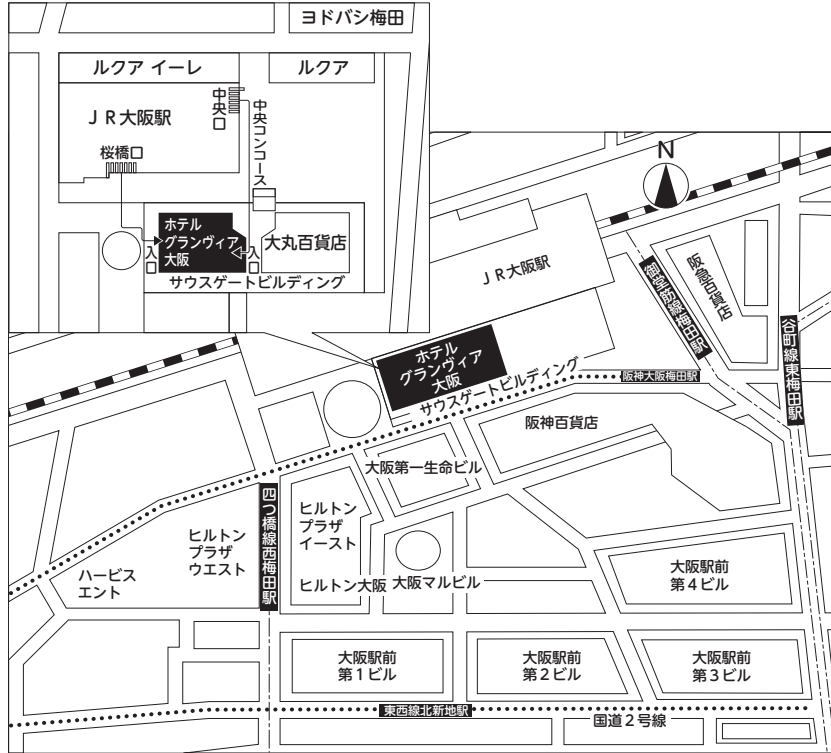 ヨドバシ梅田
ルクア イーレ
ルクア
ＪＲ大阪駅
中央口
中央コンコース
桜橋口
ホテル
グランヴィア
大阪
入口
入口
大丸百貨店
サウスゲートビルディング
N
ＪＲ大阪駅
御堂筋線梅田駅
阪急百貨店
谷町線東梅田駅
ホテル
グランヴィア
大阪
サウスゲートビルディング
阪神大阪梅田駅
阪神百貨店
大阪第一生命ビル
四つ橋線西梅田駅
ヒルトン
プラザ
イースト
ヒルトン
プラザ
ウエスト
ハービス
エント
ヒルトン大阪
大阪マルビル
大阪駅前
第４ビル
大阪駅前
第１ビル
大阪駅前
第２ビル
大阪駅前
第３ビル
東西線北新地駅
国道２号線